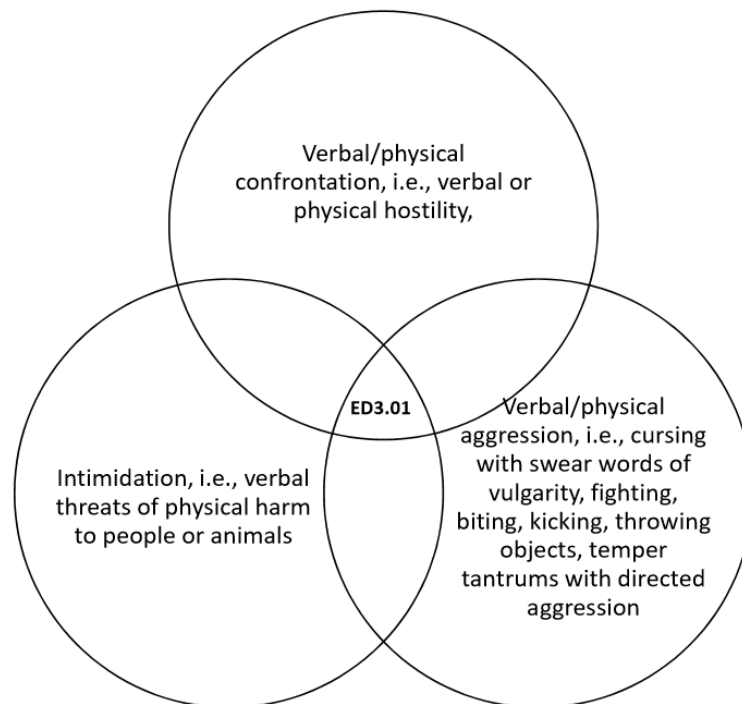 Verbal/physical
confrontation, i.e., verbal or
physical hostility,
ED3.01
Intimidation, i.e., verbal
threats of physical harm
to people or animals
Verbal/physical
aggression, i.e., cursing
with swear words of
vulgarity, fighting,
biting, kicking, throwing
objects, temper
tantrums with directed
aggression